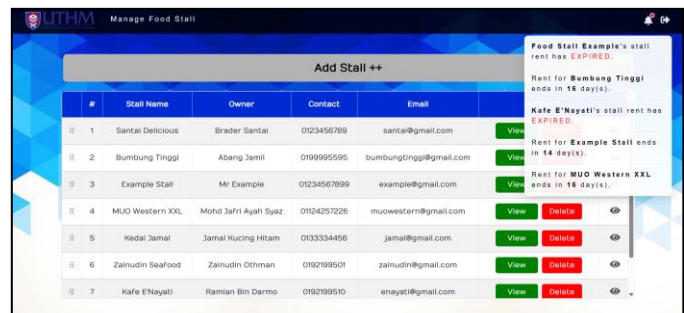 UTHM
Manage Food Stall
Food Stall Example's stall
rent has EXPIRED.
Rent for Bumbung Tinggi
ends in 16 day(s).
Kafe E'Nayati's stall rent has
EXPIRED.
Rent for Example Stall ends
in 14 day(s).
Rent for MUO Western XXL
ends in 16 day(s).
Add Stall ++
# Stall Name Owner Contact Email
1 Santai Delicious Brader Santai 0123456789 santai@gmail.com View
2 Bumbung Tinggi Abang Jamil 0199995595 bumbungtinggi@gmail.com View
3 Example Stall Mr Example 01234567899 example@gmail.com View
4 MUO Western XXL Mohd Jafri Ayah Syaz 01124257226 muowestern@gmail.com View Delete
5 Kedai Jamal Jamal Kucing Hitam 0133334456 jamal@gmail.com View Delete
6 Zainudin Seafood Zainudin Othman 0192199501 zainudin@gmail.com View Delete
7 Kafe E'Nayati Ramlan Bin Darmo 0192199510 enayati@gmail.com View Delete